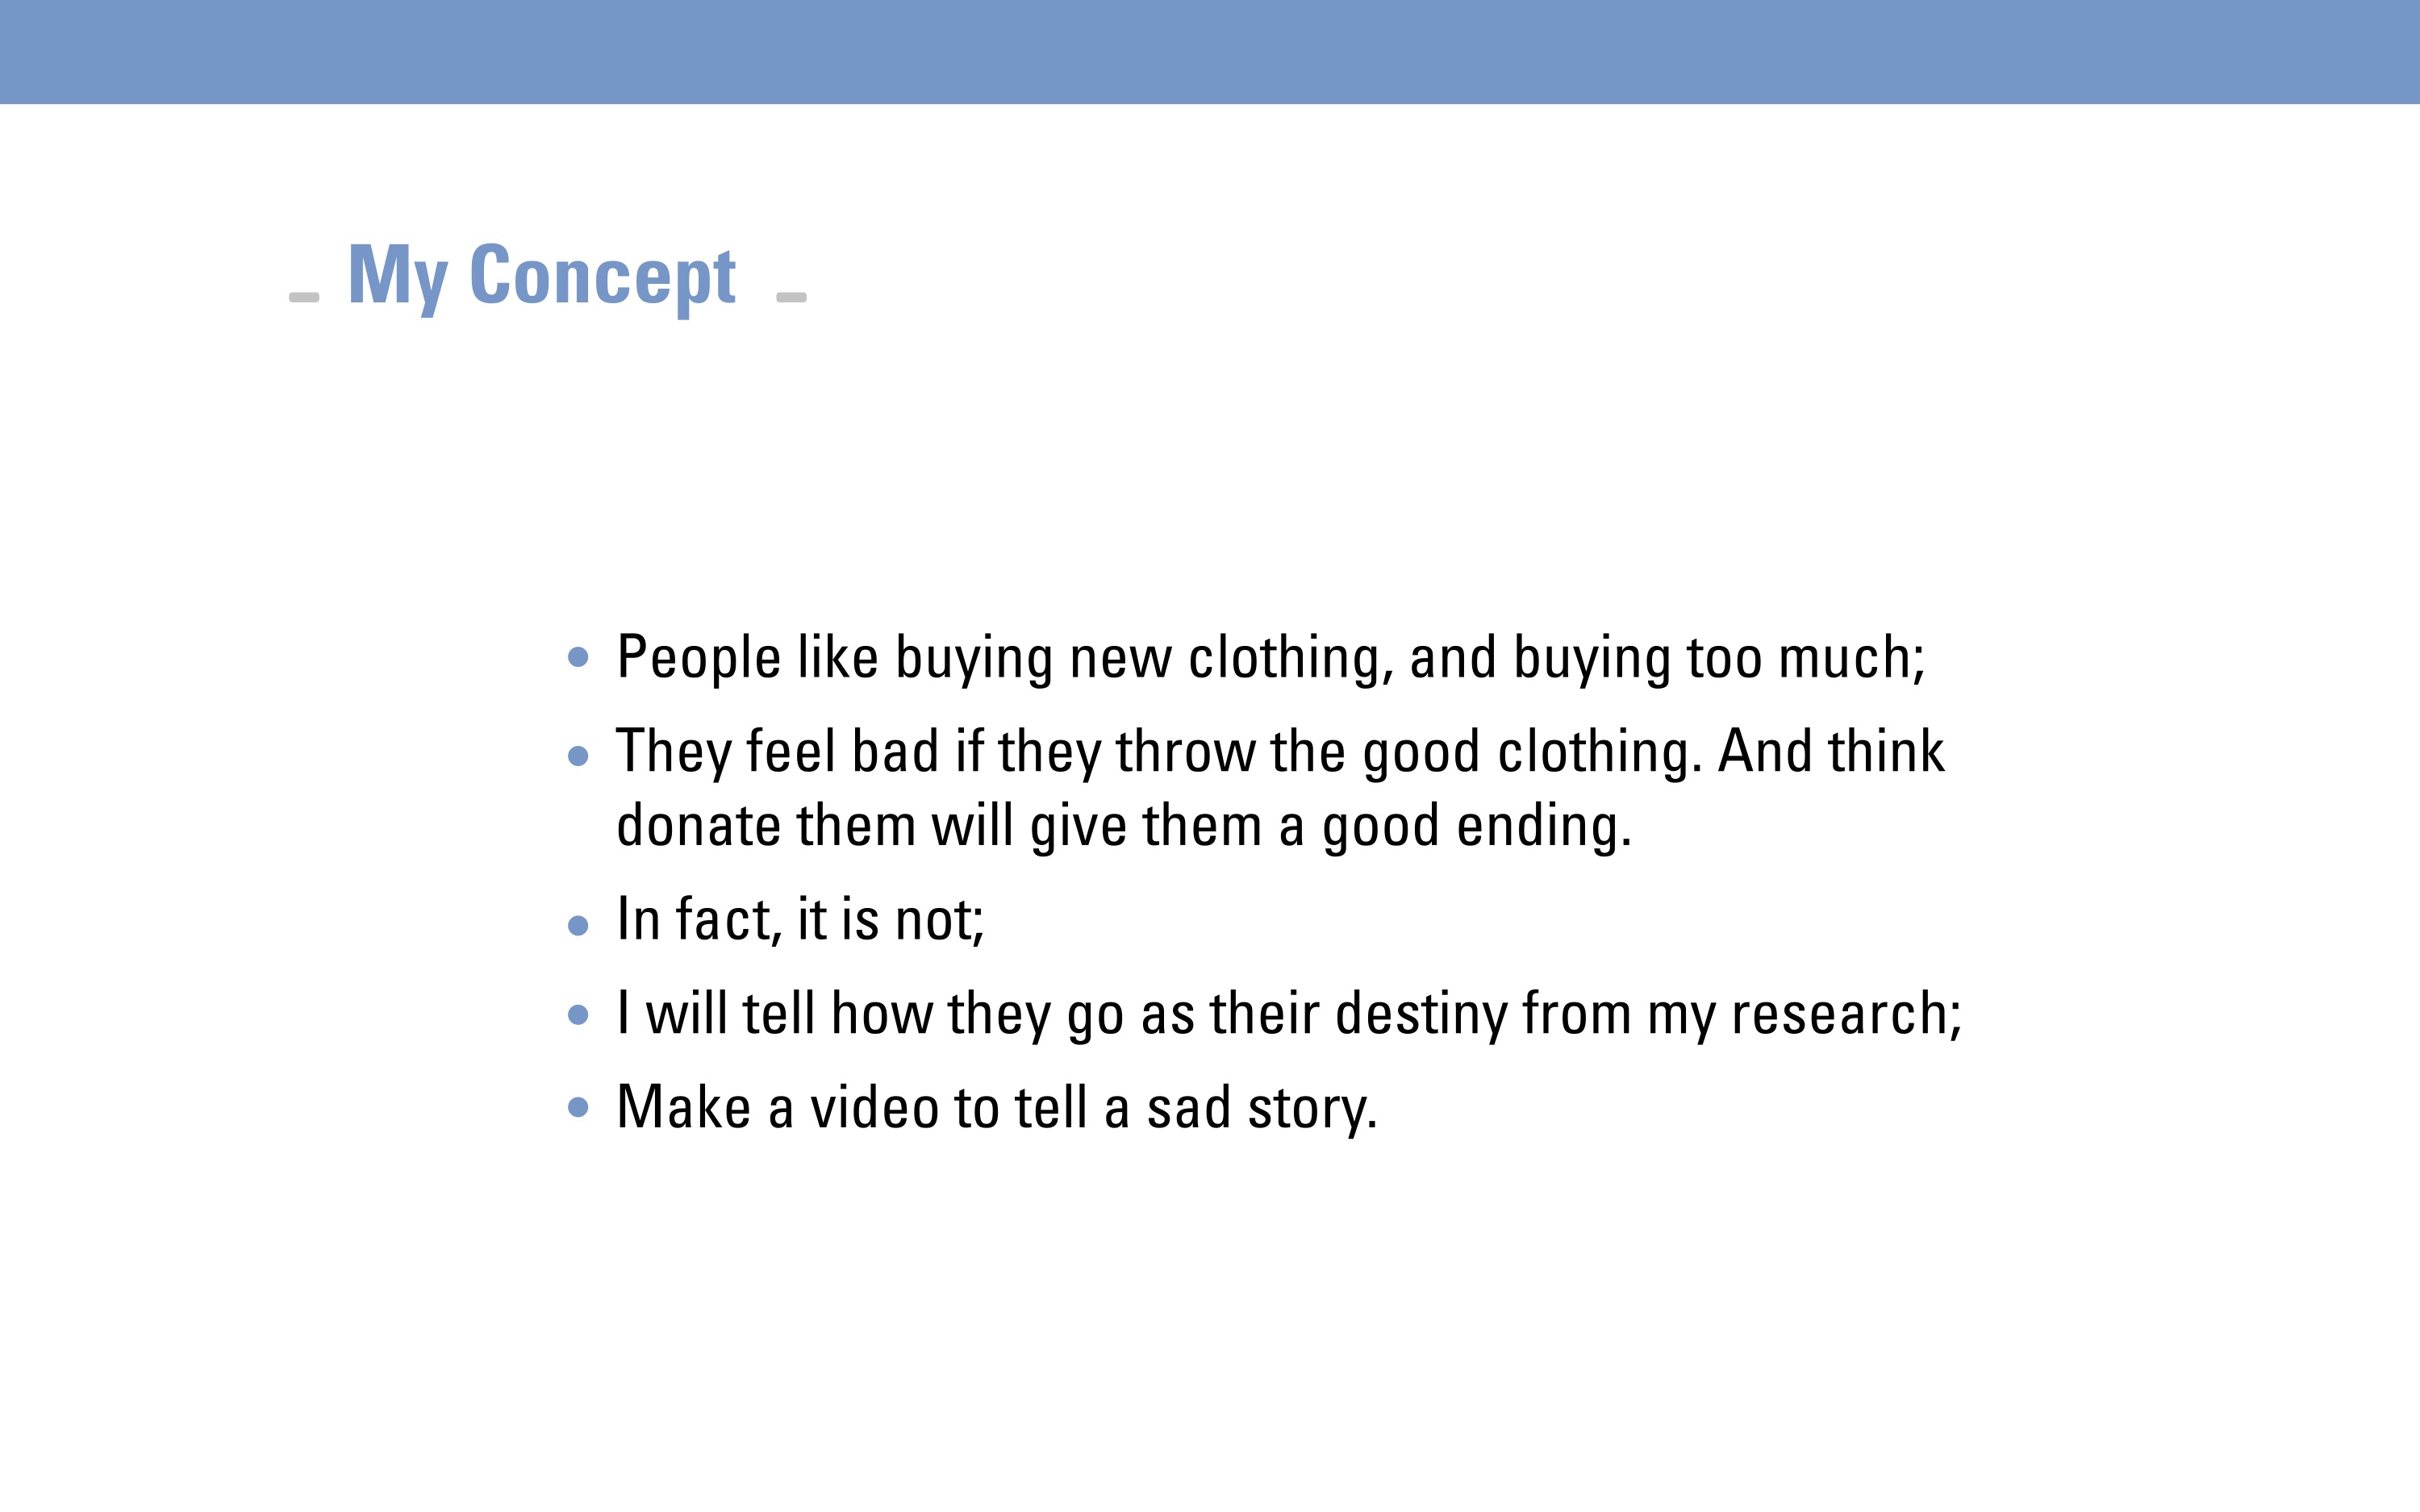 My Concept
• People like buying new clothing, and buying too much;
• They feel bad if they throw the good clothing. And think
donate them will give them a good ending.
• In fact, it is not;
• I will tell how they go as their destiny from my research;
• Make a video to tell a sad story.